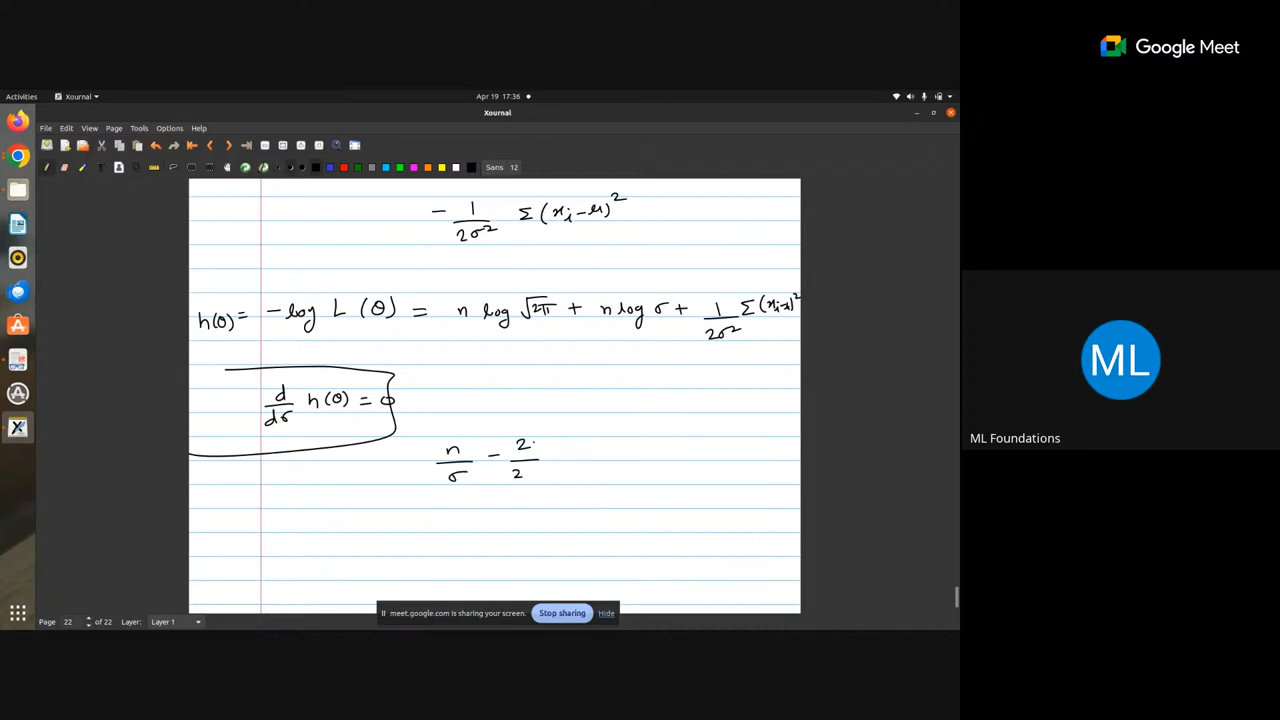 Google Meet
Activities Xournal Apr 19 17:36
Xournal
File Edit View Page Tools Options Help
Sans 12
- 1/2σ² Σ(xᵢ-μ)²
h(θ) = -log L(θ) = n log √2π + n log σ + 1/2σ² Σ(xᵢ-μ)²
d/dσ h(θ) = 0
n/σ - 2/2
ML
ML Foundations
meet.google.com is sharing your screen. Stop sharing Hide
Page 22 of 22 Layer: Layer 1